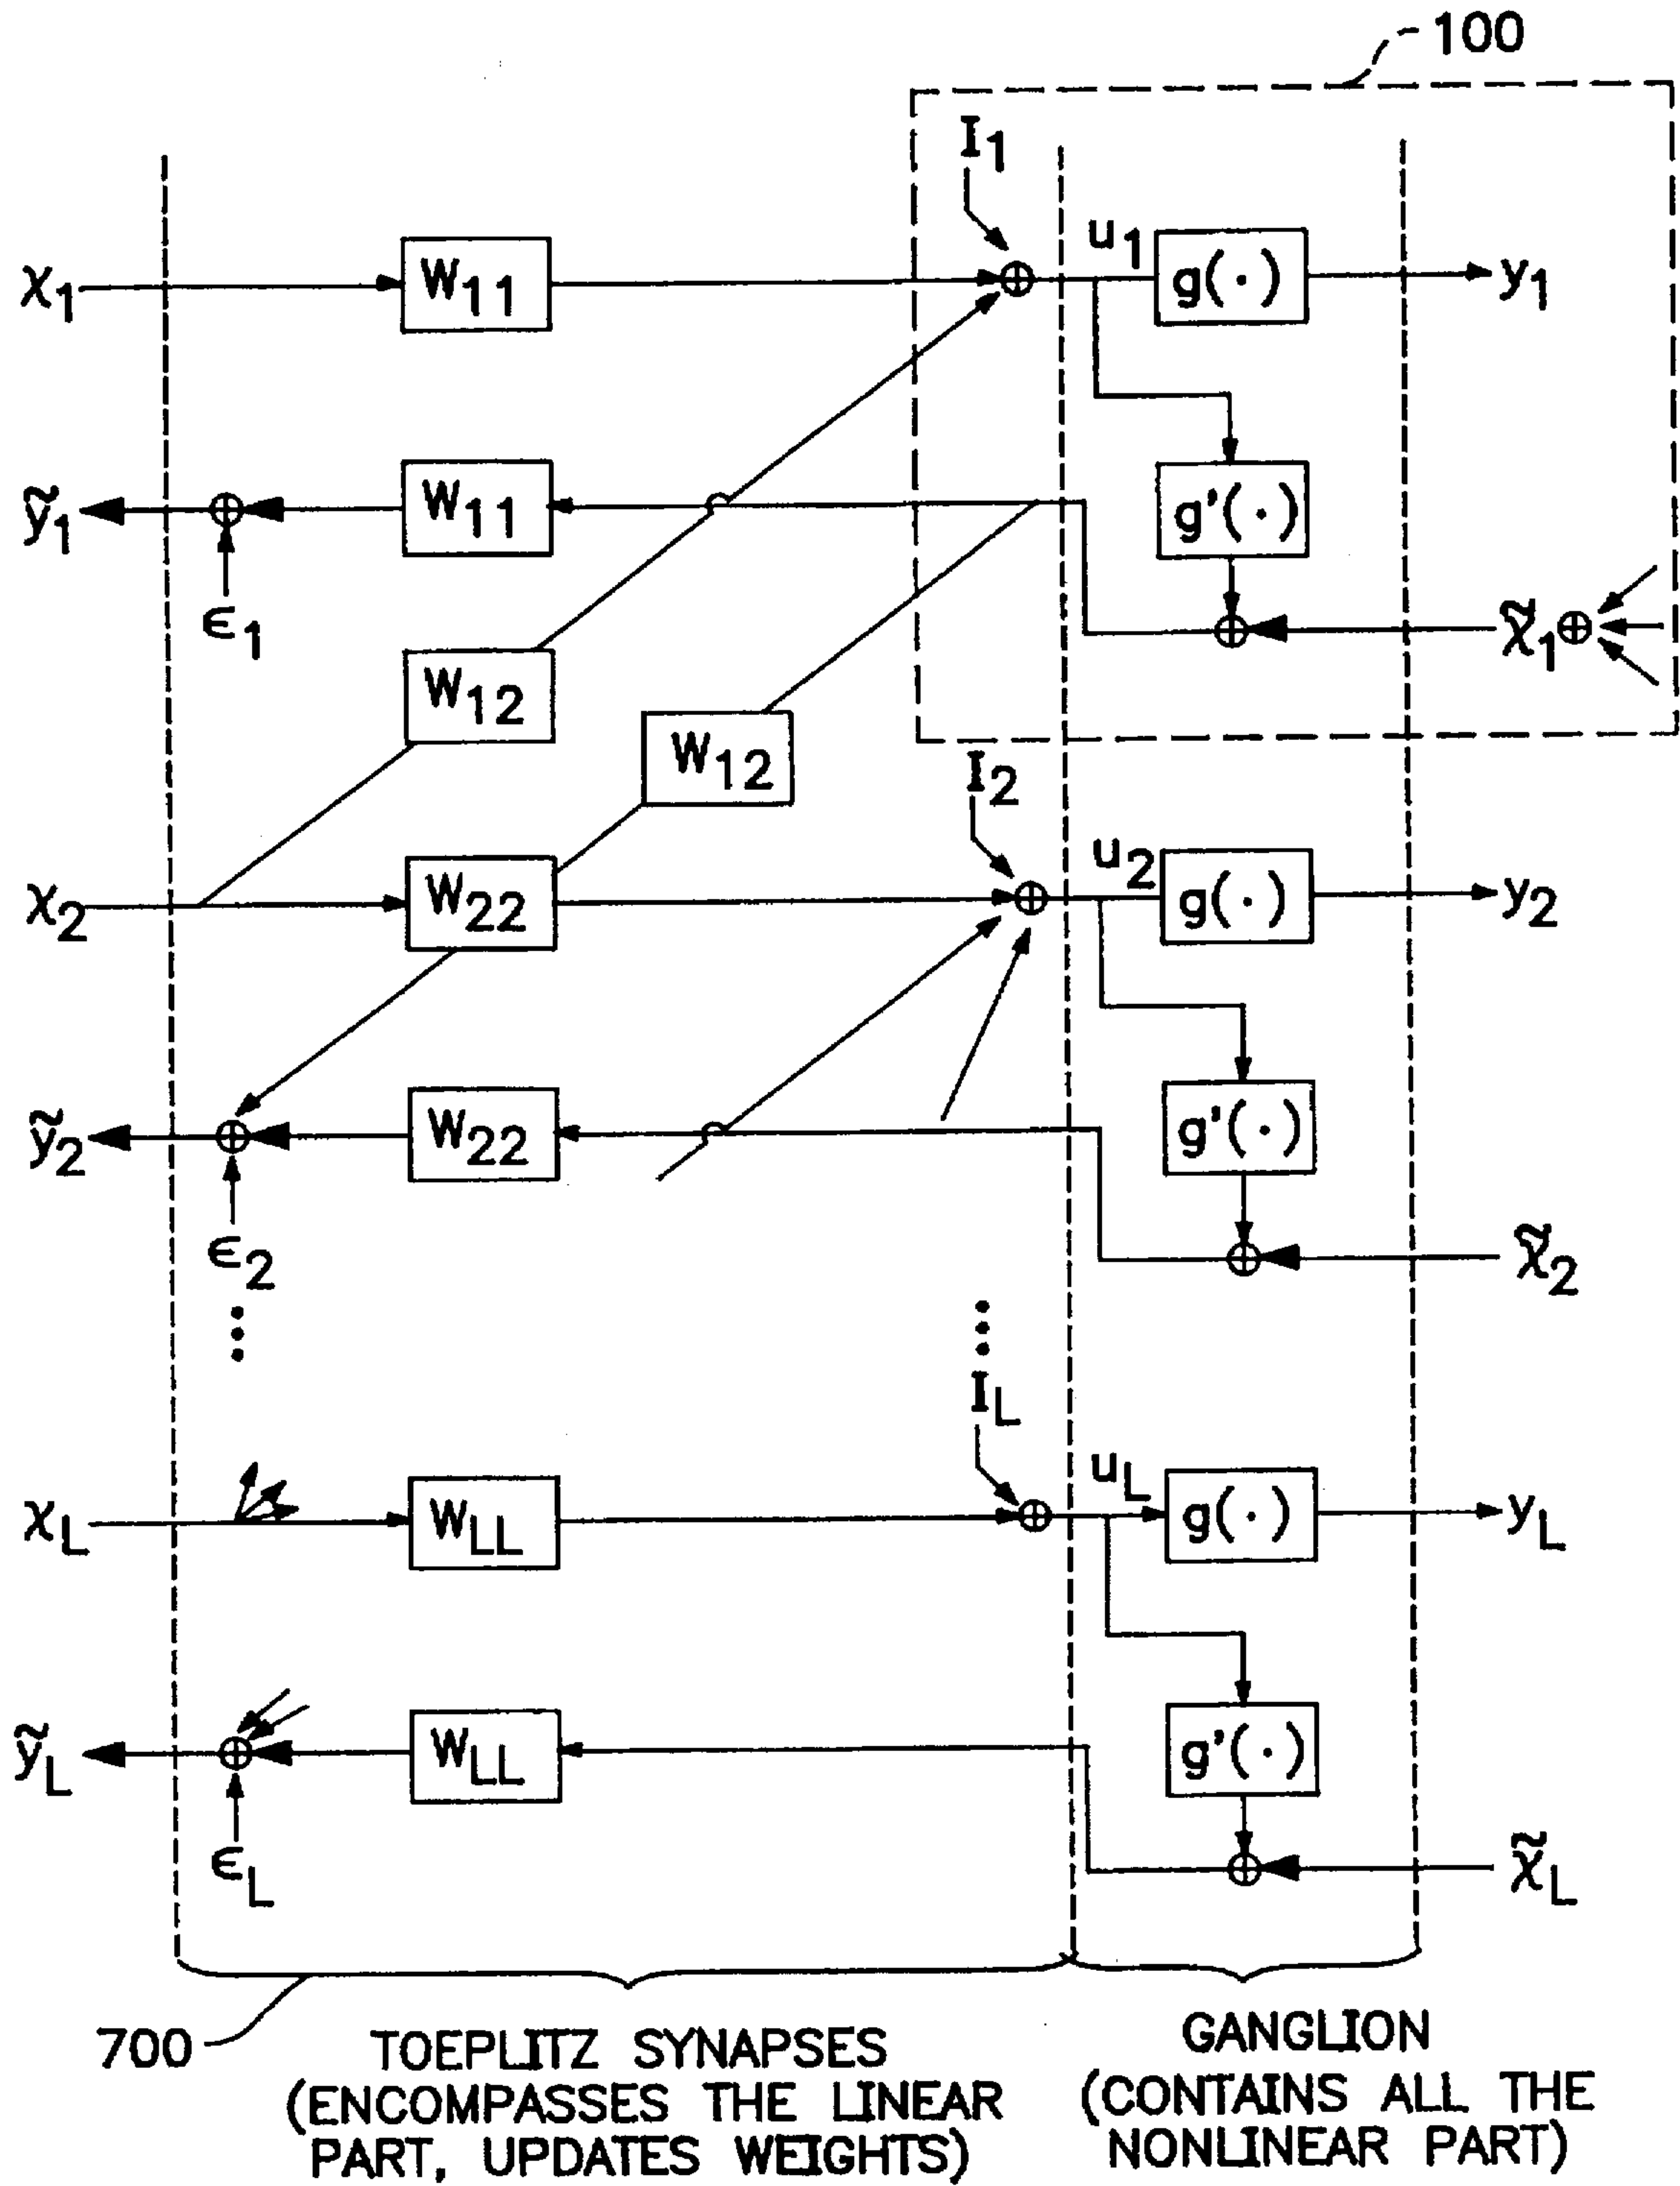 100
I1
x1 W11 u1 g(·) y1
ỹ1 W11 g'(·)
ϵ1 x̃1
W12
W12
I2
x2 W22 u2 g(·) y2
ỹ2 W22 g'(·)
ϵ2 x̃2
IL
xL WLL uL g(·) yL
ỹL WLL g'(·)
ϵL x̃L
700
TOEPLITZ SYNAPSES
(ENCOMPASSES THE LINEAR
PART, UPDATES WEIGHTS)
GANGLION
(CONTAINS ALL THE
NONLINEAR PART)